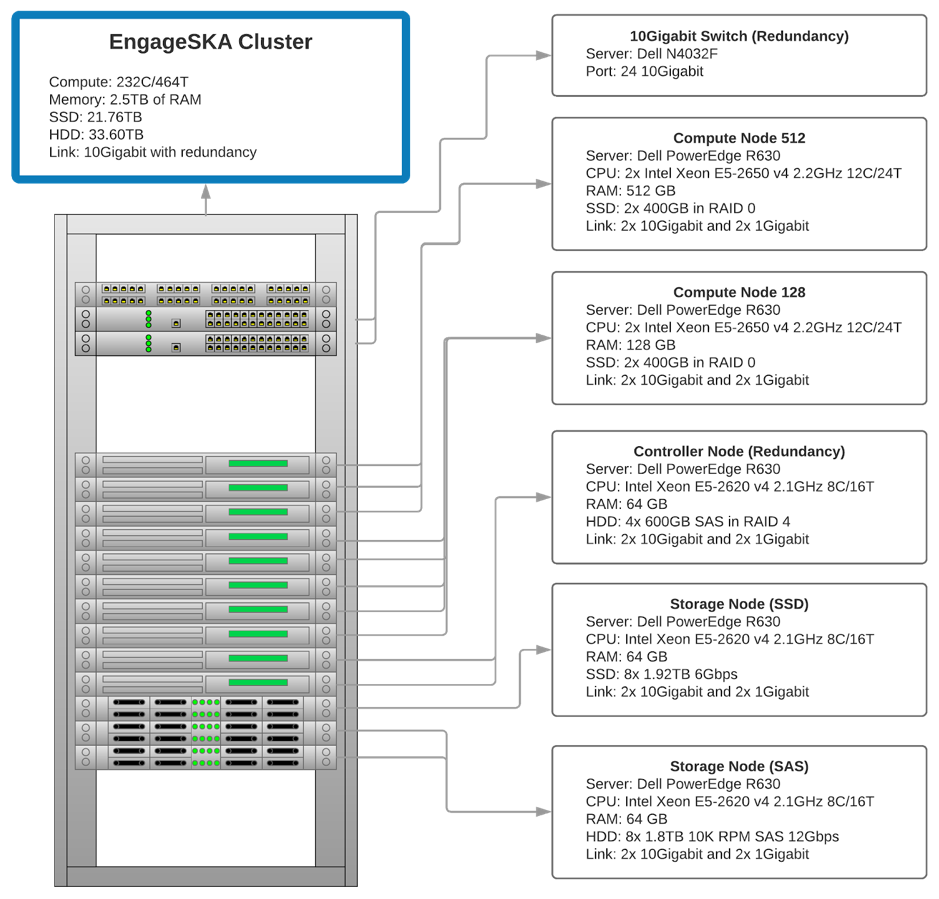 EngageSKA Cluster
Compute: 232C/464T
Memory: 2.5TB of RAM
SSD: 21.76TB
HDD: 33.60TB
Link: 10Gigabit with redundancy
10Gigabit Switch (Redundancy)
Server: Dell N4032F
Port: 24 10Gigabit
Compute Node 512
Server: Dell PowerEdge R630
CPU: 2x Intel Xeon E5-2650 v4 2.2GHz 12C/24T
RAM: 512 GB
SSD: 2x 400GB in RAID 0
Link: 2x 10Gigabit and 2x 1Gigabit
Compute Node 128
Server: Dell PowerEdge R630
CPU: 2x Intel Xeon E5-2650 v4 2.2GHz 12C/24T
RAM: 128 GB
SSD: 2x 400GB in RAID 0
Link: 2x 10Gigabit and 2x 1Gigabit
Controller Node (Redundancy)
Server: Dell PowerEdge R630
CPU: Intel Xeon E5-2620 v4 2.1GHz 8C/16T
RAM: 64 GB
HDD: 4x 600GB SAS in RAID 4
Link: 2x 10Gigabit and 2x 1Gigabit
Storage Node (SSD)
Server: Dell PowerEdge R630
CPU: Intel Xeon E5-2620 v4 2.1GHz 8C/16T
RAM: 64 GB
SSD: 8x 1.92TB 6Gbps
Link: 2x 10Gigabit and 2x 1Gigabit
Storage Node (SAS)
Server: Dell PowerEdge R630
CPU: Intel Xeon E5-2620 v4 2.1GHz 8C/16T
RAM: 64 GB
HDD: 8x 1.8TB 10K RPM SAS 12Gbps
Link: 2x 10Gigabit and 2x 1Gigabit